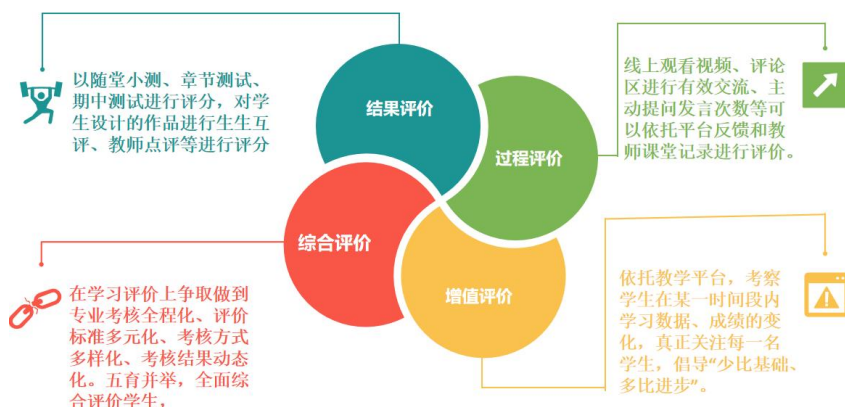 以随堂小测、章节测试、
期中测试进行评分，对学
生设计的作品进行生生互
评、教师点评等进行评分
结果评价
过程评价
线上观看视频、评论
区进行有效交流、主
动提问发言次数等可
以依托平台反馈和教
师课堂记录进行评价。
综合评价
增值评价
在学习评价上争取做到
专业考核全程化、评价
标准多元化、考核方式
多样化、考核结果动态
化。五育并举，全面综
合评价学生，
依托教学平台，考察
学生在某一时间段内
学习数据、成绩的变
化，真正关注每一名
学生，倡导“少比基础、
多比进步”。